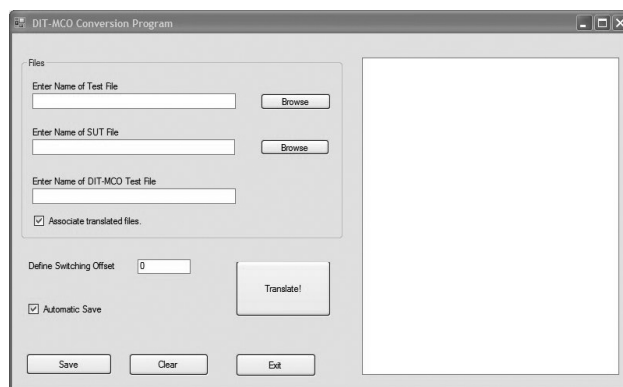 DIT-MCO Conversion Program
Files
Enter Name of Test File
Browse
Enter Name of SUT File
Browse
Enter Name of DIT-MCO Test File
Associate translated files.
Define Switching Offset 0
Translate!
Automatic Save
Save Clear Exit